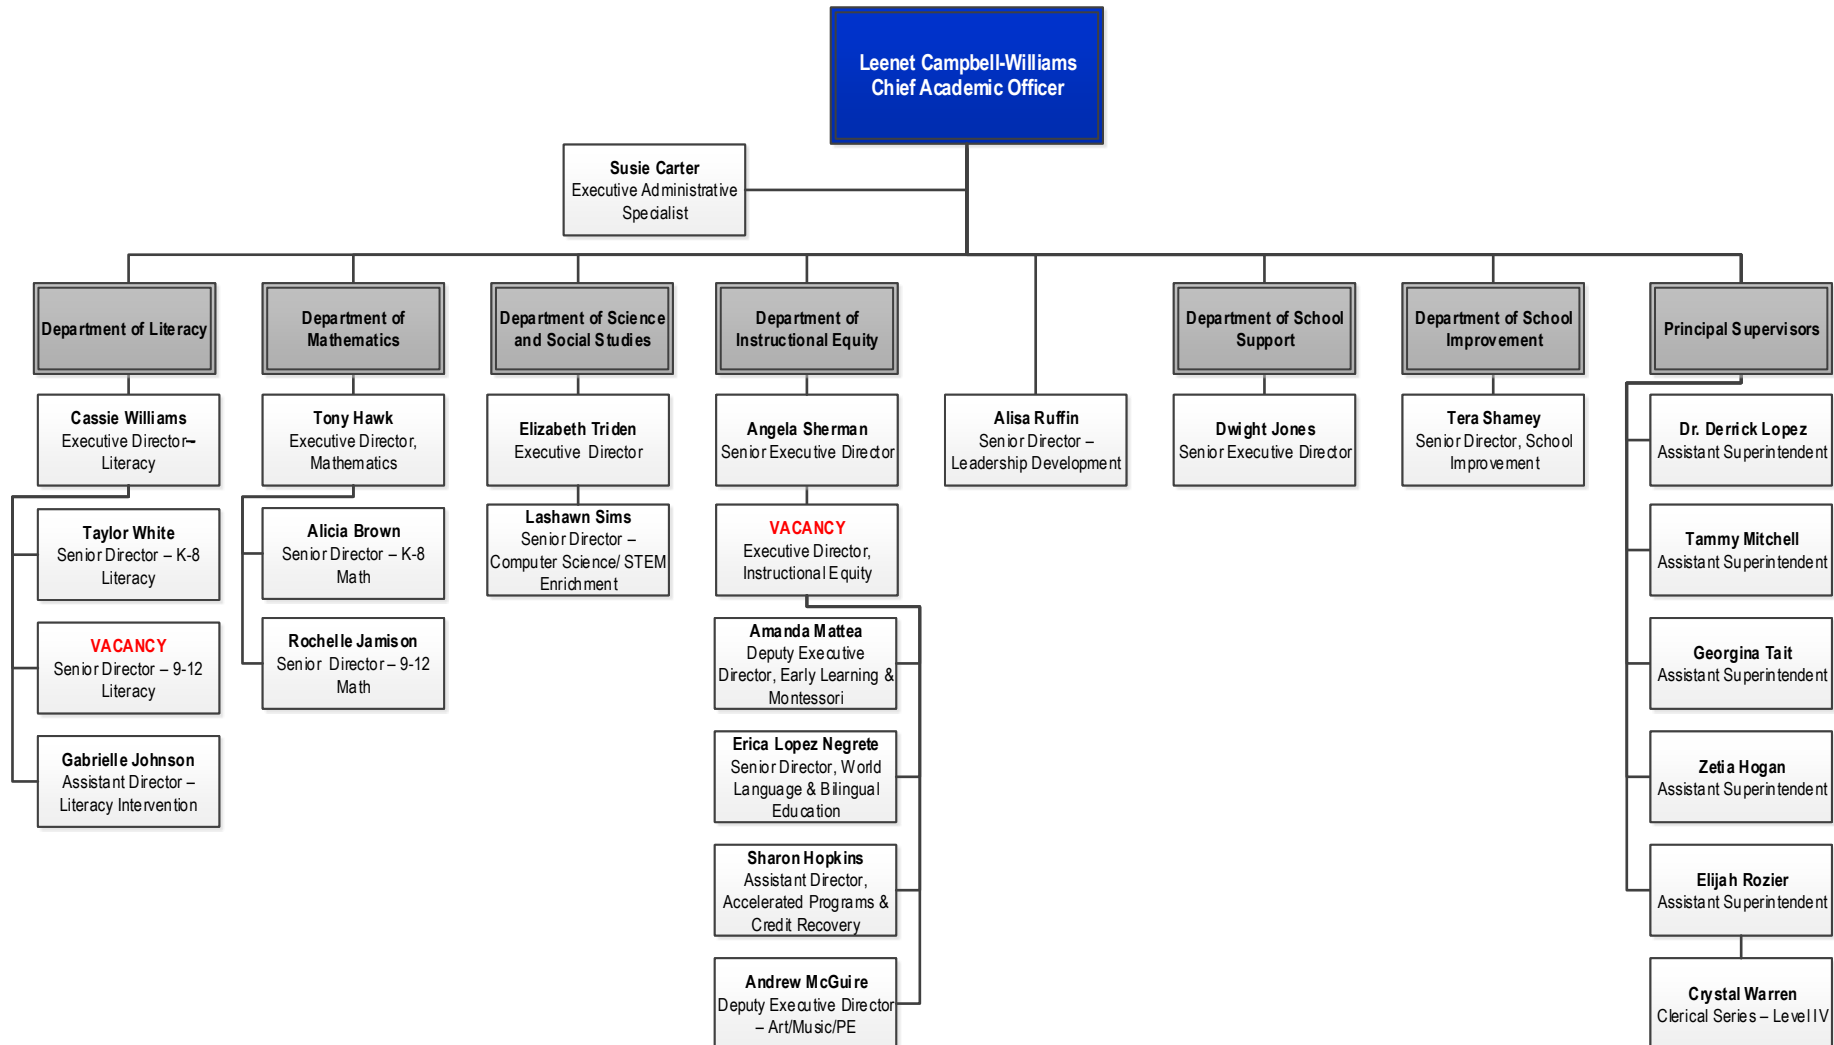 Leenet Campbell-Williams
Chief Academic Officer
Susie Carter
Executive Administrative
Specialist
Department of Literacy
Cassie Williams
Executive Director–
Literacy
Taylor White
Senior Director – K-8
Literacy
VACANCY
Senior Director – 9-12
Literacy
Gabrielle Johnson
Assistant Director –
Literacy Intervention
Department of
Mathematics
Tony Hawk
Executive Director,
Mathematics
Alicia Brown
Senior Director – K-8
Math
Rochelle Jamison
Senior Director – 9-12
Math
Department of Science
and Social Studies
Elizabeth Triden
Executive Director
Lashawn Sims
Senior Director –
Computer Science/ STEM
Enrichment
Department of
Instructional Equity
Angela Sherman
Senior Executive Director
VACANCY
Executive Director,
Instructional Equity
Amanda Mattea
Deputy Executive
Director, Early Learning &
Montessori
Erica Lopez Negrete
Senior Director, World
Language & Bilingual
Education
Sharon Hopkins
Assistant Director,
Accelerated Programs &
Credit Recovery
Andrew McGuire
Deputy Executive Director
– Art/Music/PE
Alisa Ruffin
Senior Director –
Leadership Development
Department of School
Support
Dwight Jones
Senior Executive Director
Department of School
Improvement
Tera Shamey
Senior Director, School
Improvement
Principal Supervisors
Dr. Derrick Lopez
Assistant Superintendent
Tammy Mitchell
Assistant Superintendent
Georgina Tait
Assistant Superintendent
Zetia Hogan
Assistant Superintendent
Elijah Rozier
Assistant Superintendent
Crystal Warren
Clerical Series – Level IV